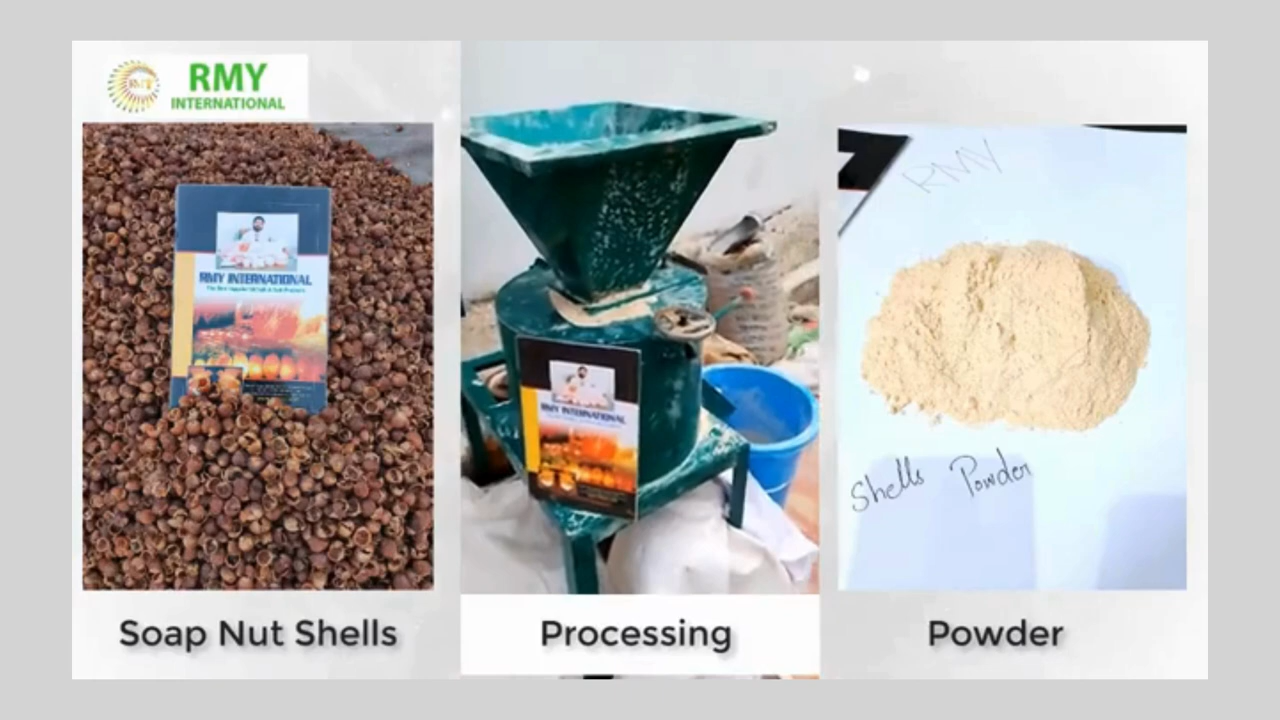 RMY
INTERNATIONAL
RMY INTERNATIONAL
RMY INTERNATIONAL
RMY
Shells Powder
Soap Nut Shells
Processing
Powder